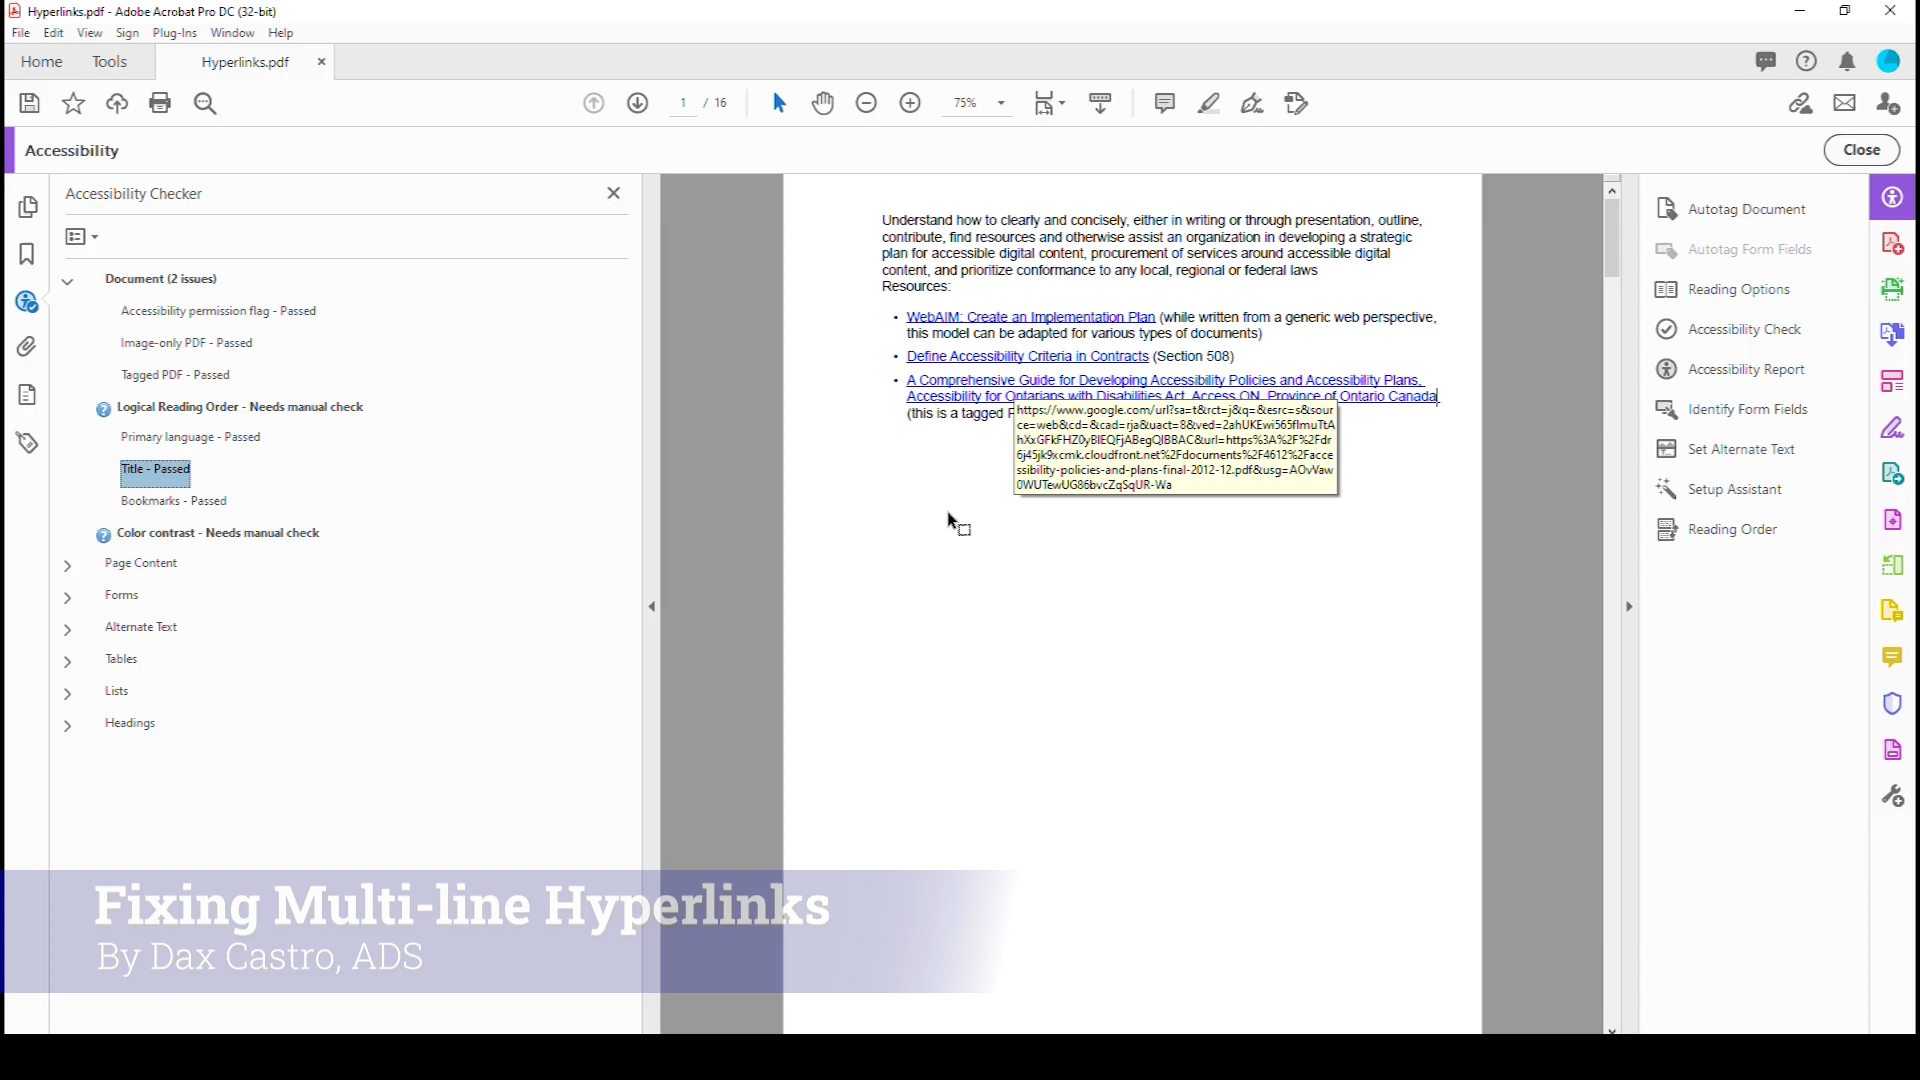 Hyperlinks.pdf - Adobe Acrobat Pro DC (32-bit)
File Edit View Sign Plug-Ins Window Help
Home Tools Hyperlinks.pdf
1 / 16 75%
Accessibility
Close
Accessibility Checker
Document (2 issues)
Accessibility permission flag - Passed
Image-only PDF - Passed
Tagged PDF - Passed
Logical Reading Order - Needs manual check
Primary language - Passed
Title - Passed
Bookmarks - Passed
Color contrast - Needs manual check
Page Content
Forms
Alternate Text
Tables
Lists
Headings
Understand how to clearly and concisely, either in writing or through presentation, outline,
contribute, find resources and otherwise assist an organization in developing a strategic
plan for accessible digital content, procurement of services around accessible digital
content, and prioritize conformance to any local, regional or federal laws
Resources:
• WebAIM: Create an Implementation Plan (while written from a generic web perspective,
this model can be adapted for various types of documents)
• Define Accessibility Criteria in Contracts (Section 508)
• A Comprehensive Guide for Developing Accessibility Policies and Accessibility Plans,
Accessibility for Ontarians with Disabilities Act, Access ON, Province of Ontario Canada
(this is a tagged
https://www.google.com/url?sa=t&rct=j&q=&esrc=s&sour
ce=web&cd=&cad=rja&uact=8&ved=2ahUKEwi565flmuTtA
hXxGFkFHZ0yBIEQFjABegQIBBAC&url=https%3A%2F%2Fdr
6j45jk9xcmk.cloudfront.net%2Fdocuments%2F4612%2Facce
ssibility-policies-and-plans-final-2012-12.pdf&usg=AOvVaw
0WUTewUG86bvcZqSqUR-Wa
Autotag Document
Autotag Form Fields
Reading Options
Accessibility Check
Accessibility Report
Identify Form Fields
Set Alternate Text
Setup Assistant
Reading Order
Fixing Multi-line Hyperlinks
By Dax Castro, ADS